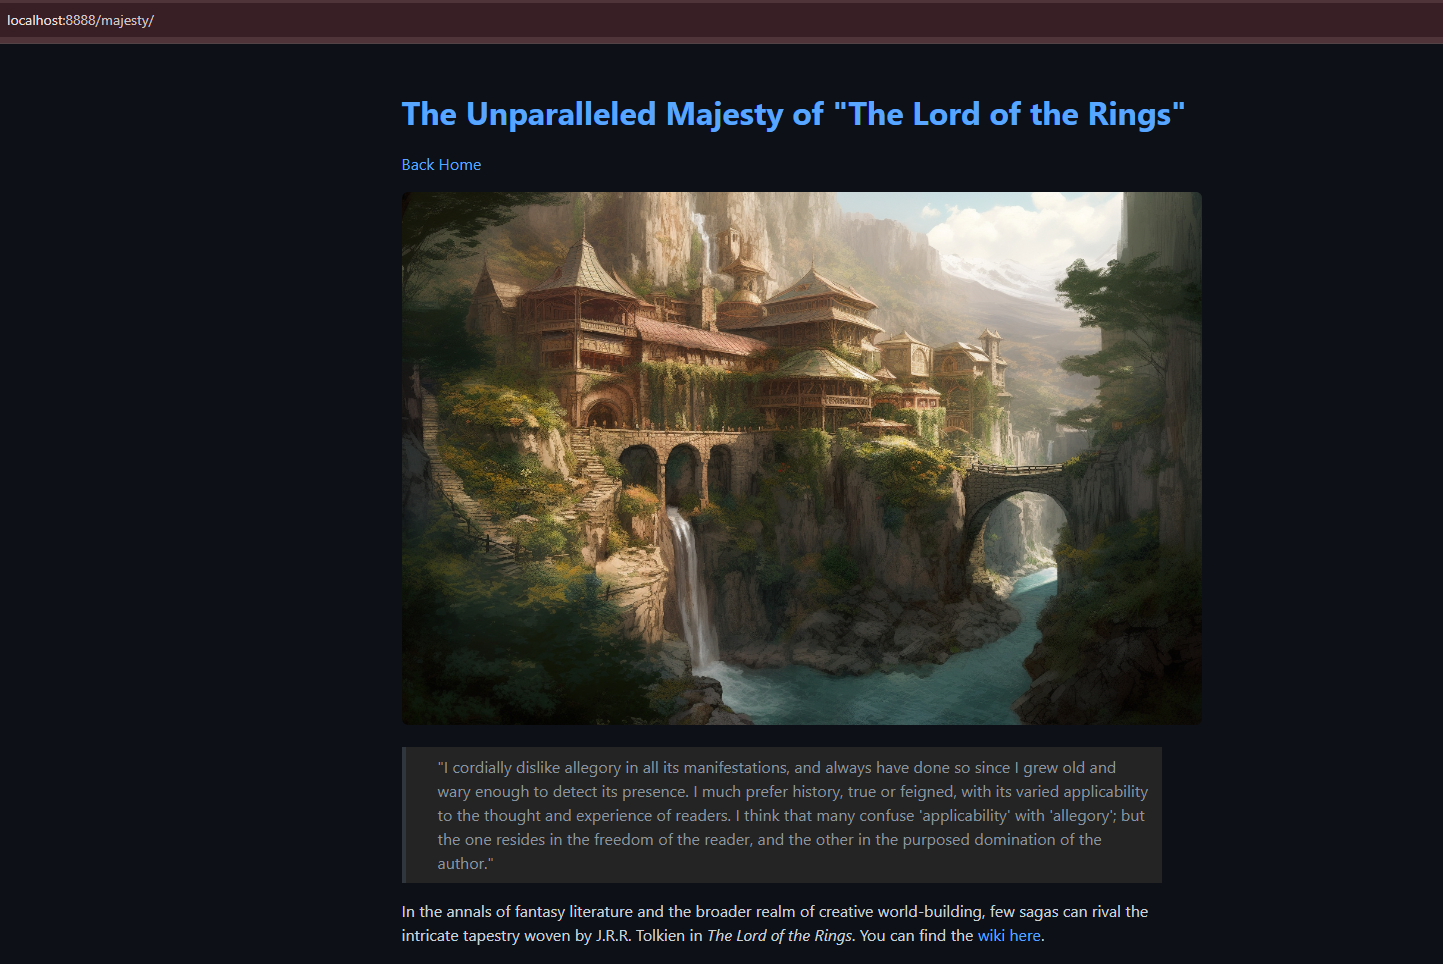 localhost:8888/majesty/
The Unparalleled Majesty of "The Lord of the Rings"
Back Home
"I cordially dislike allegory in all its manifestations, and always have done so since I grew old and
wary enough to detect its presence. I much prefer history, true or feigned, with its varied applicability
to the thought and experience of readers. I think that many confuse 'applicability' with 'allegory'; but
the one resides in the freedom of the reader, and the other in the purposed domination of the
author."
In the annals of fantasy literature and the broader realm of creative world-building, few sagas can rival the
intricate tapestry woven by J.R.R. Tolkien in The Lord of the Rings. You can find the wiki here.